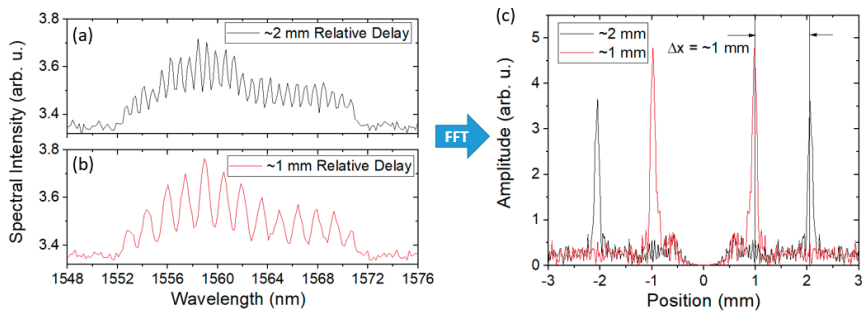 (a)
~2 mm Relative Delay
3.8
3.6
3.4
(b)
~1 mm Relative Delay
3.8
3.6
3.4
Spectral Intensity (arb. u.)
1548 1552 1556 1560 1564 1568 1572 1576
Wavelength (nm)
FFT
(c)
~2 mm
~1 mm
Δx = ~1 mm
5
4
3
2
1
0
Amplitude (arb. u.)
-3 -2 -1 0 1 2 3
Position (mm)